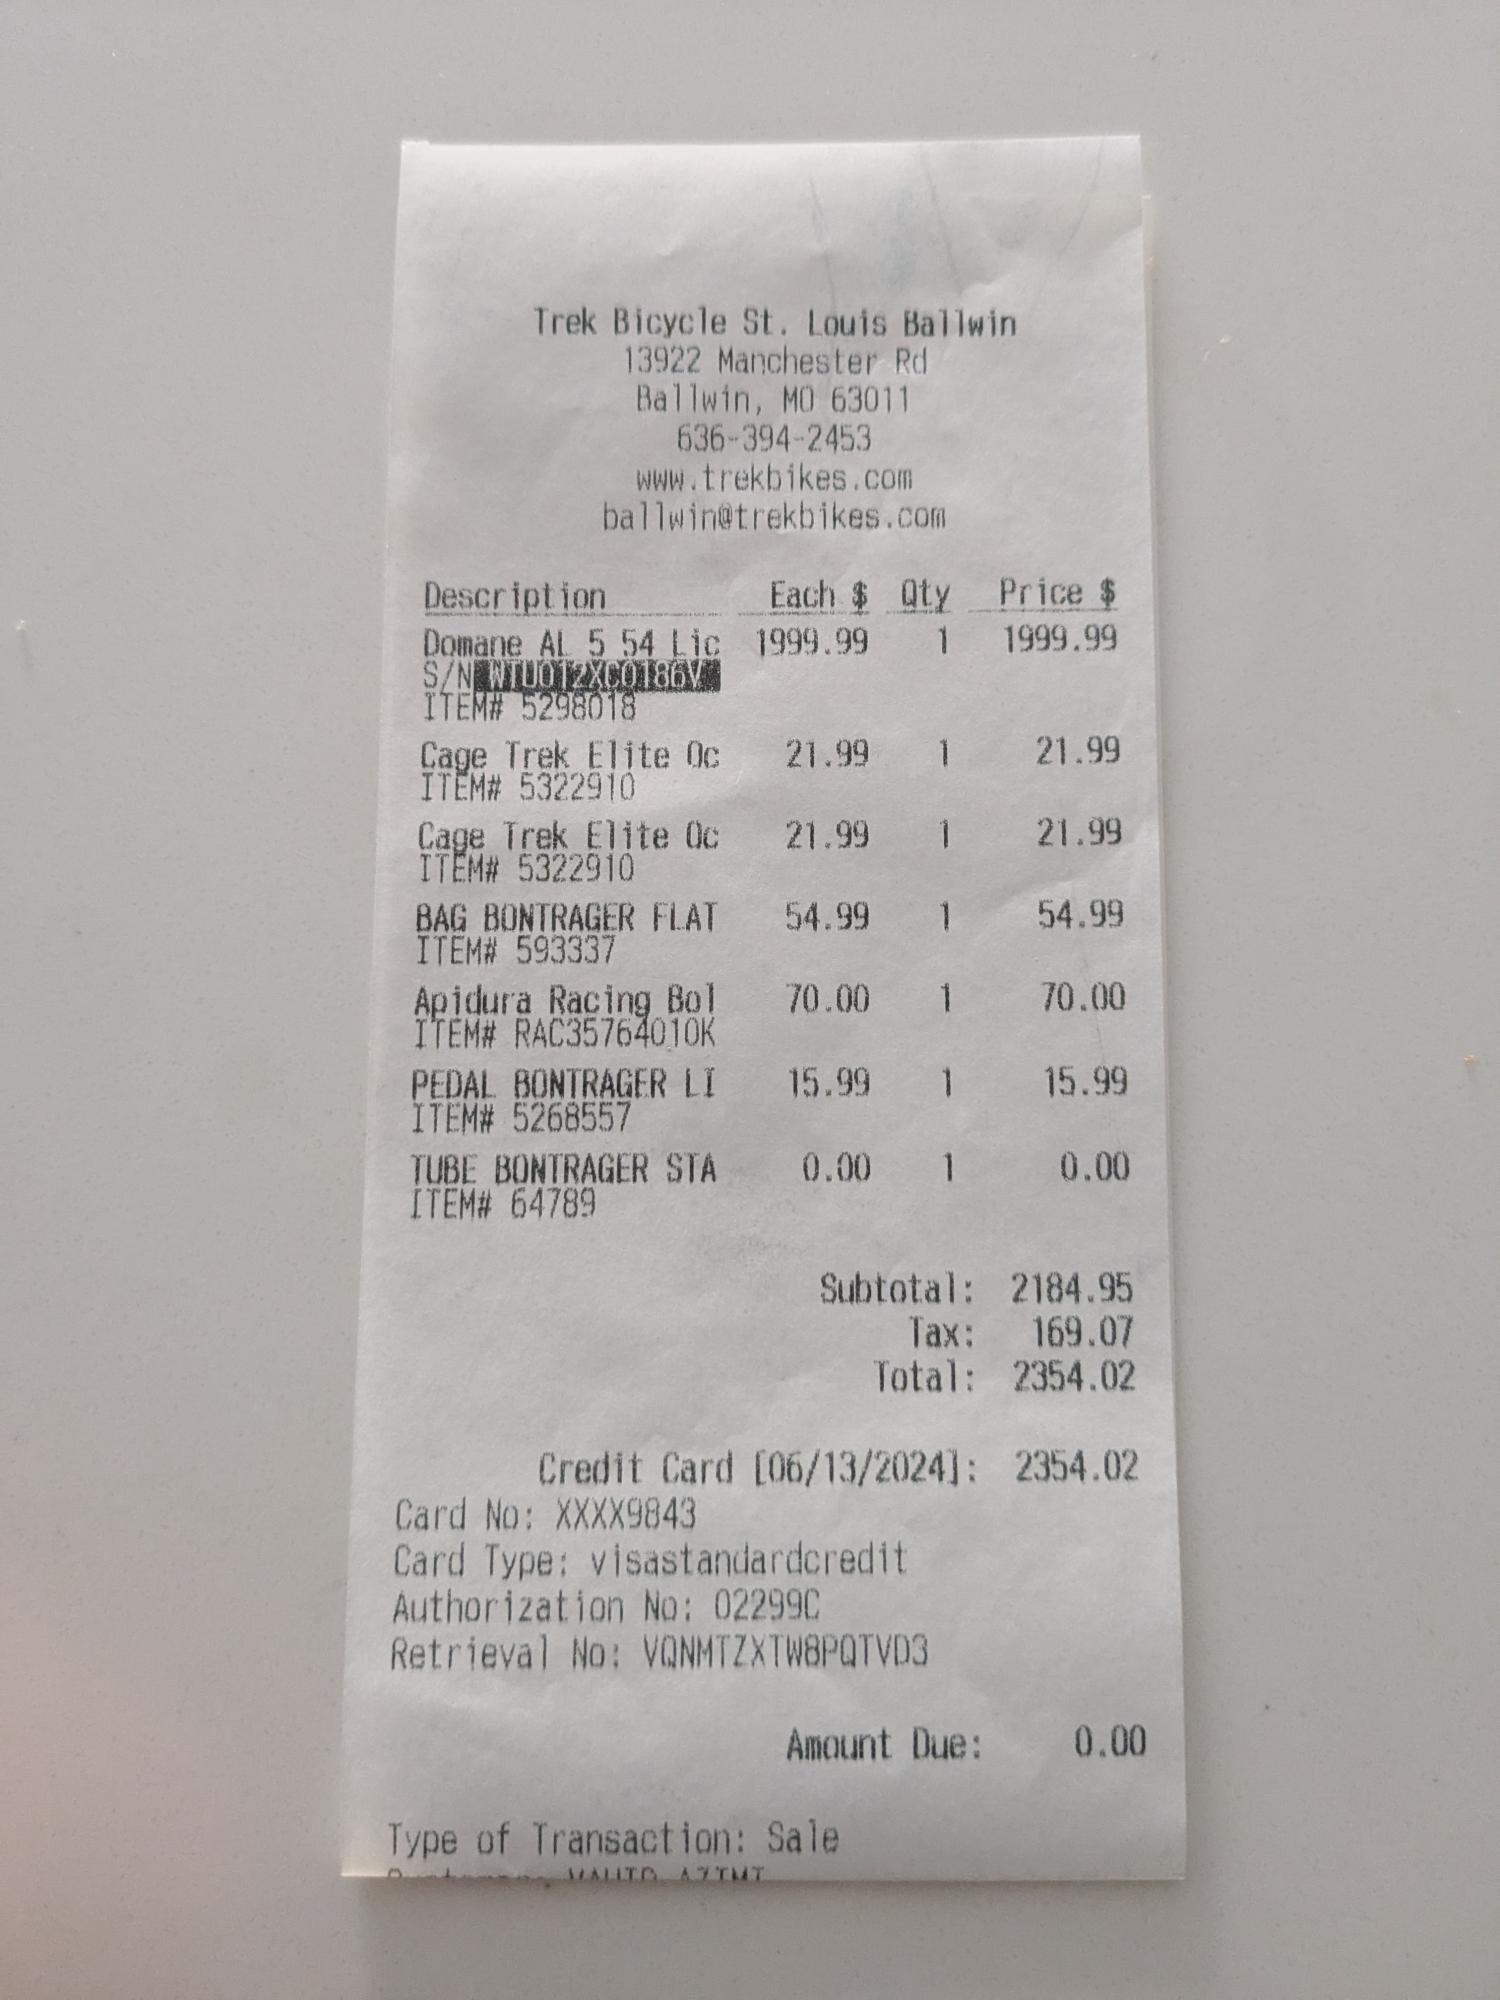 Trek Bicycle St. Louis Ballwin
13922 Manchester Rd
Ballwin, MO 63011
636-394-2453
www.trekbikes.com
ballwin@trekbikes.com
Description Each $ Qty Price $
Domane AL 5 54 Lic 1999.99 1 1999.99
S/N WTU012XC0186V
ITEM# 5298018
Cage Trek Elite Oc 21.99 1 21.99
ITEM# 5322910
Cage Trek Elite Oc 21.99 1 21.99
ITEM# 5322910
BAG BONTRAGER FLAT 54.99 1 54.99
ITEM# 593337
Apidura Racing Bol 70.00 1 70.00
ITEM# RAC35764010K
PEDAL BONTRAGER LI 15.99 1 15.99
ITEM# 5268557
TUBE BONTRAGER STA 0.00 1 0.00
ITEM# 64789
Subtotal: 2184.95
Tax: 169.07
Total: 2354.02
Credit Card [06/13/2024]: 2354.02
Card No: XXXX9843
Card Type: visastandardcredit
Authorization No: 02299C
Retrieval No: VQNMTZXTW8PQTVD3
Amount Due: 0.00
Type of Transaction: Sale